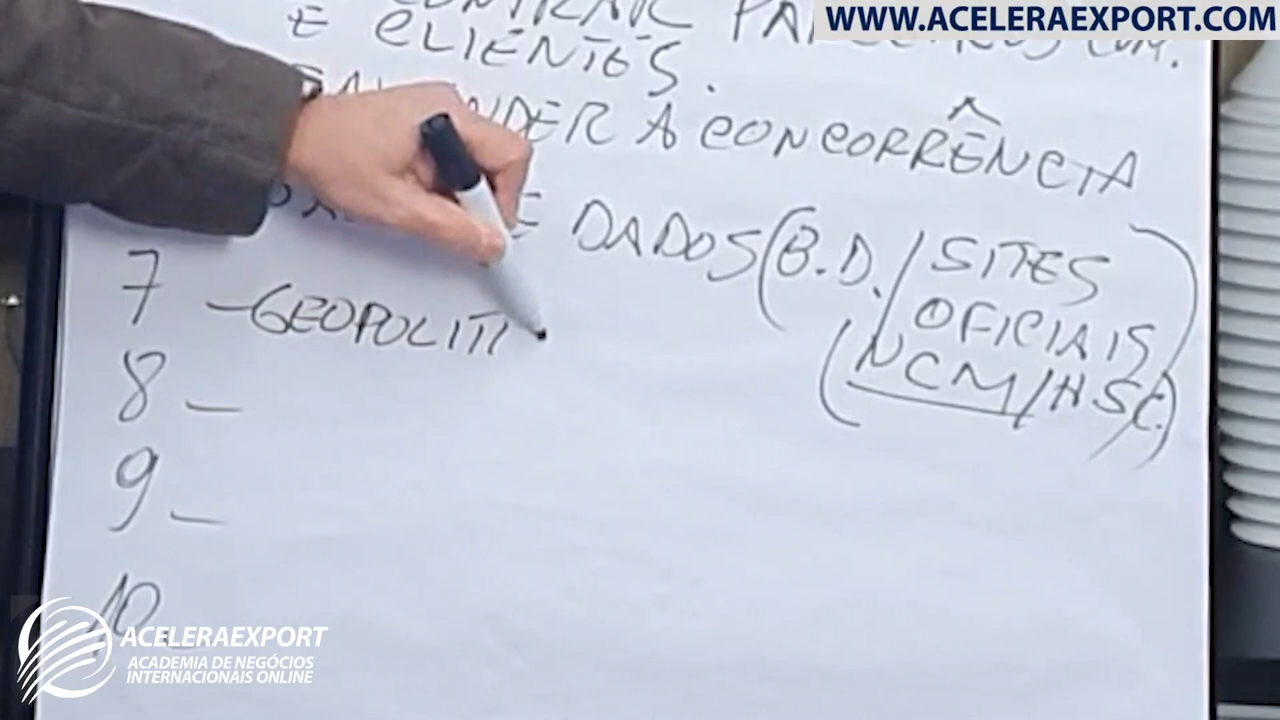 WWW.ACELERAEXPORT.COM
COM.
E CLIENTES.
A CONCORRÊNCIA
DADOS (B.D./SITES
OFICIAIS)
(NCM/HSC.)
7 - GEOPOLITI
8 -
9 -
10 -
ACELERAEXPORT
ACADEMIA DE NEGÓCIOS
INTERNACIONAIS ONLINE